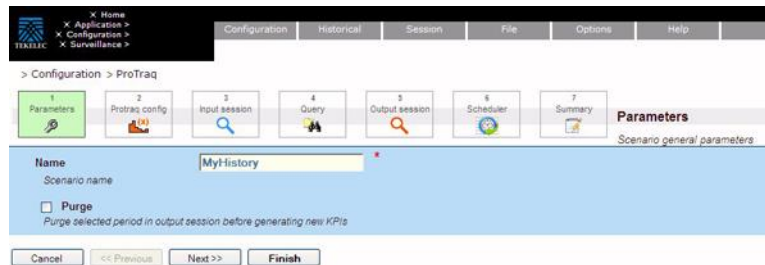 × Home
× Application >
× Configuration >
× Surveillance >
TEKELEC
Configuration Historical Session File Options Help
> Configuration > ProTraq
1 Parameters
2 Protraq config
3 Input session
4 Query
5 Output session
6 Scheduler
7 Summary
Parameters
Scenario general parameters
Name MyHistory *
Scenario name
Purge
Purge selected period in output session before generating new KPIs
Cancel << Previous Next >> Finish